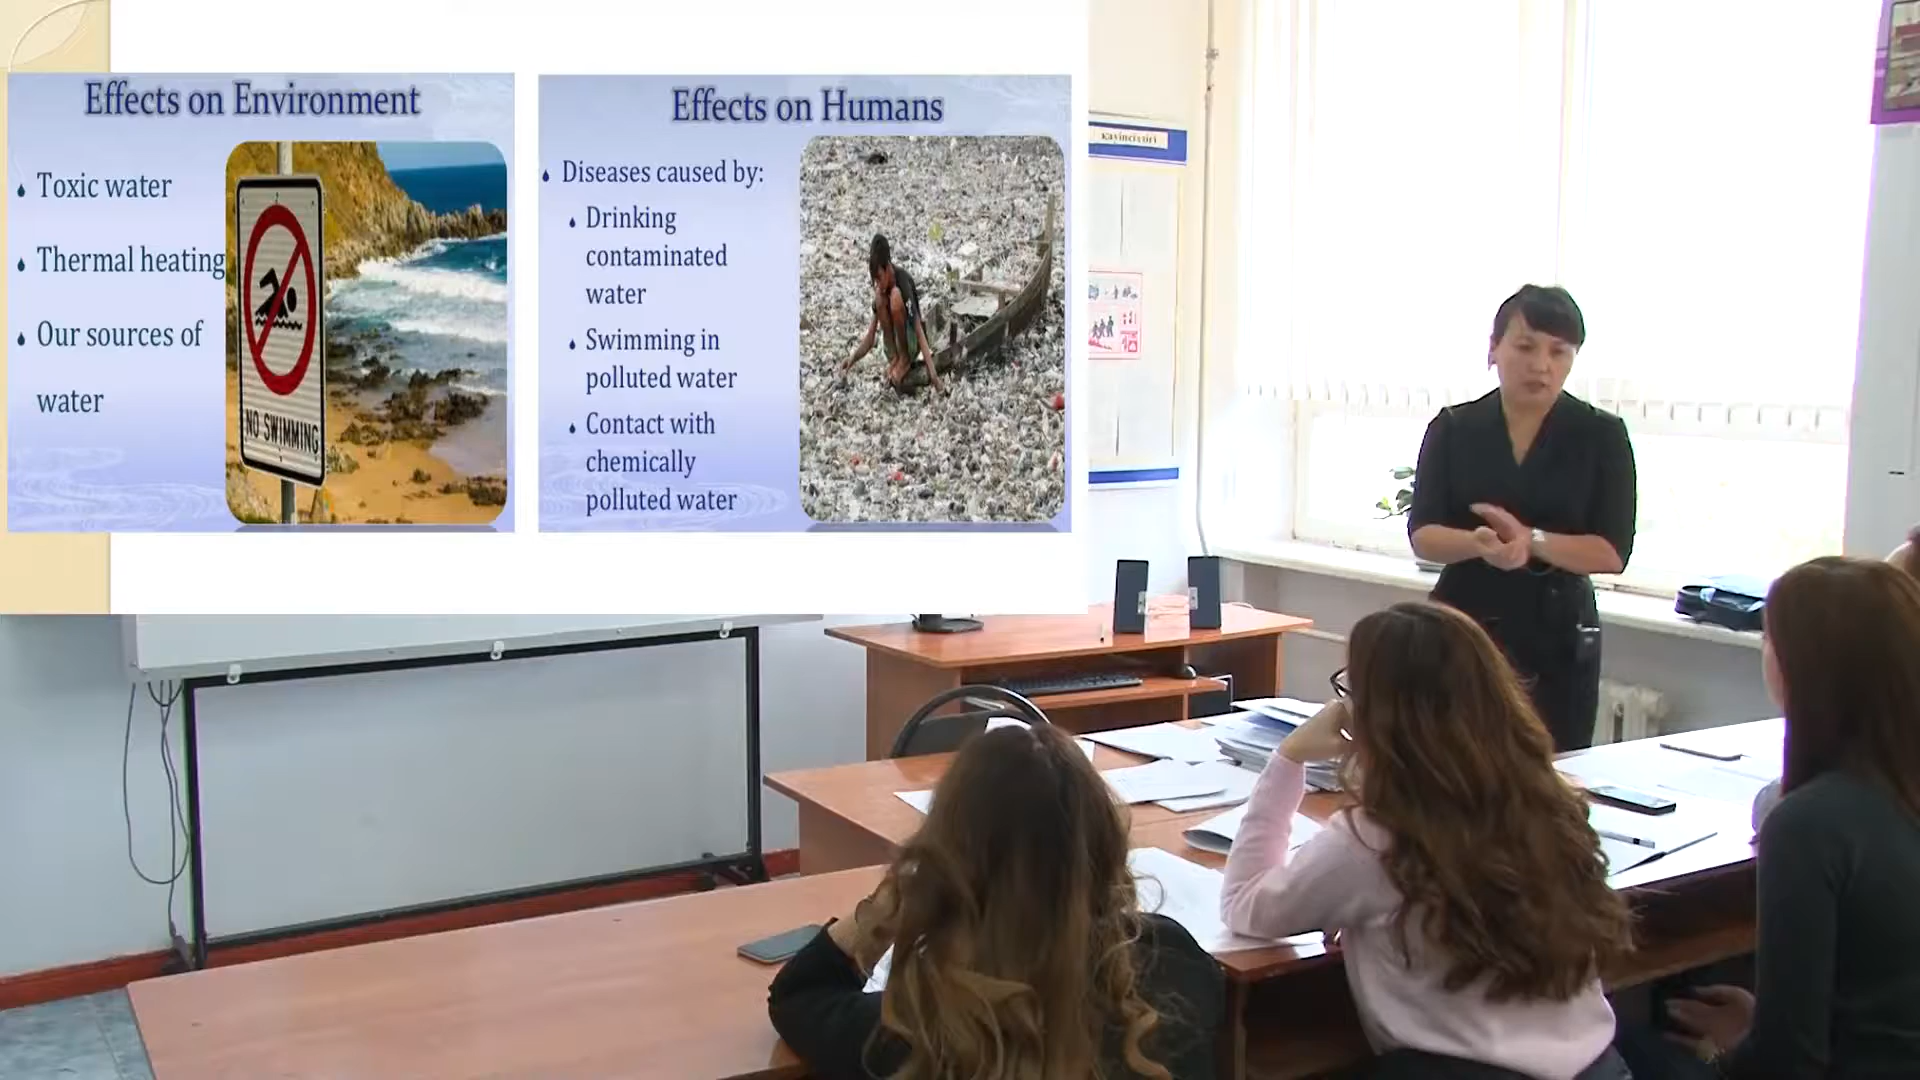 Effects on Environment
Toxic water
Thermal heating
Our sources of
water
NO SWIMMING
Effects on Humans
Diseases caused by:
Drinking
contaminated
water
Swimming in
polluted water
Contact with
chemically
polluted water